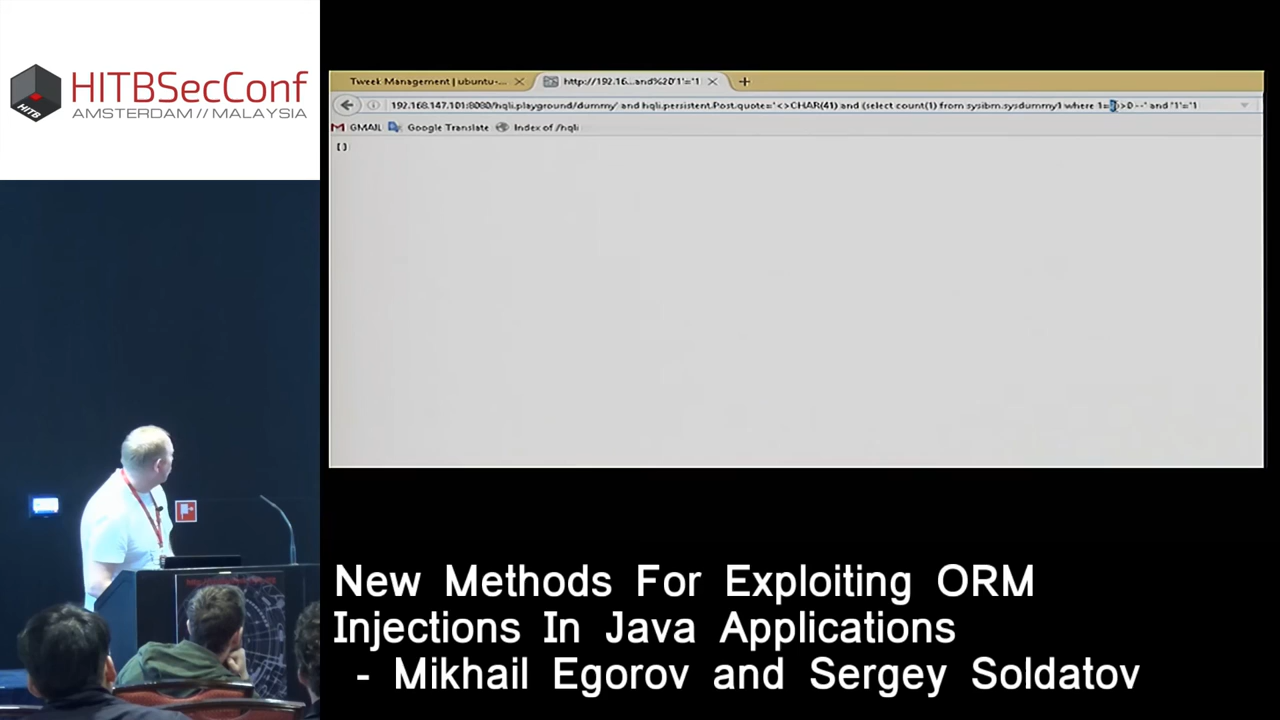 HITBSecConf
AMSTERDAM // MALAYSIA
HITB
Tweek Management | ubuntu-...
http://192.16...and%20'1'='1
192.168.147.101:8080/hqli.playground/dummy' and hqli.persistent.Post.quote='<>CHAR(41) and (select count(1) from sysibm.sysdummy1 where 1=
>0 --' and '1'='1
GMAIL
Google Translate
Index of /hqli
[]
New Methods For Exploiting ORM
Injections In Java Applications
- Mikhail Egorov and Sergey Soldatov